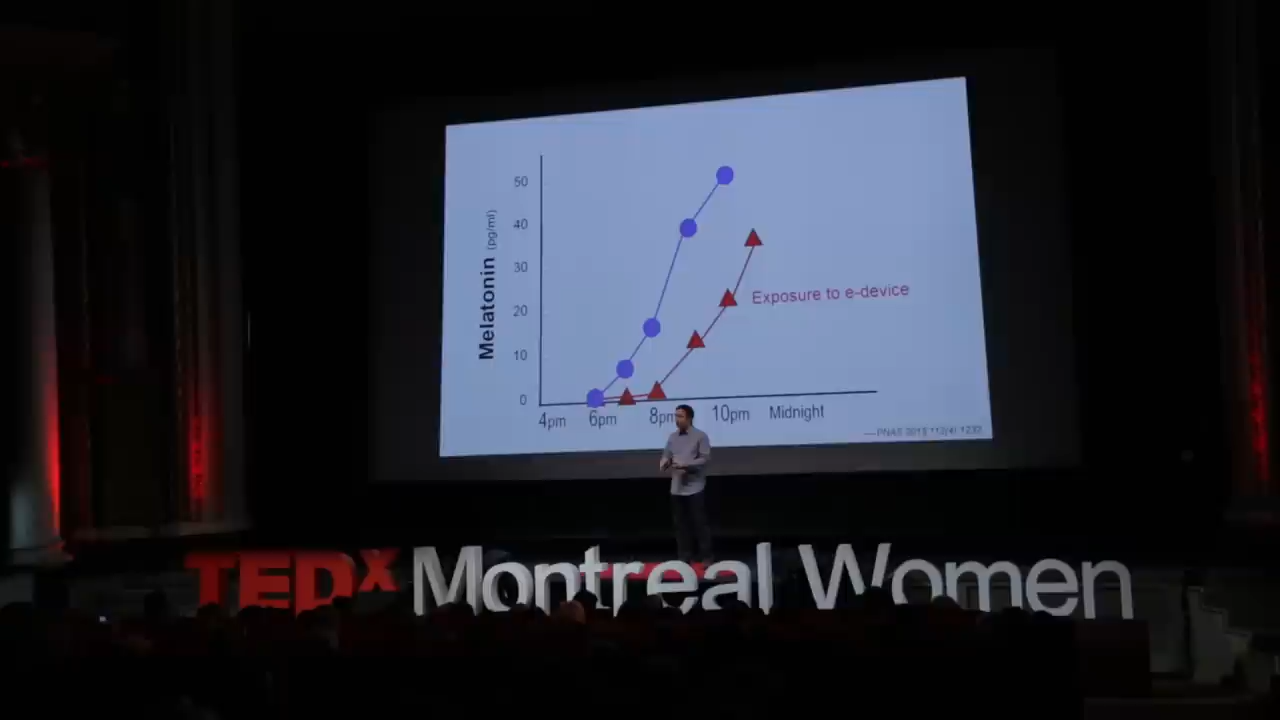 50
40
30
20
10
0
Melatonin (pg/ml)
Exposure to e-device
4pm 6pm 8pm 10pm Midnight
TEDx Montreal Women